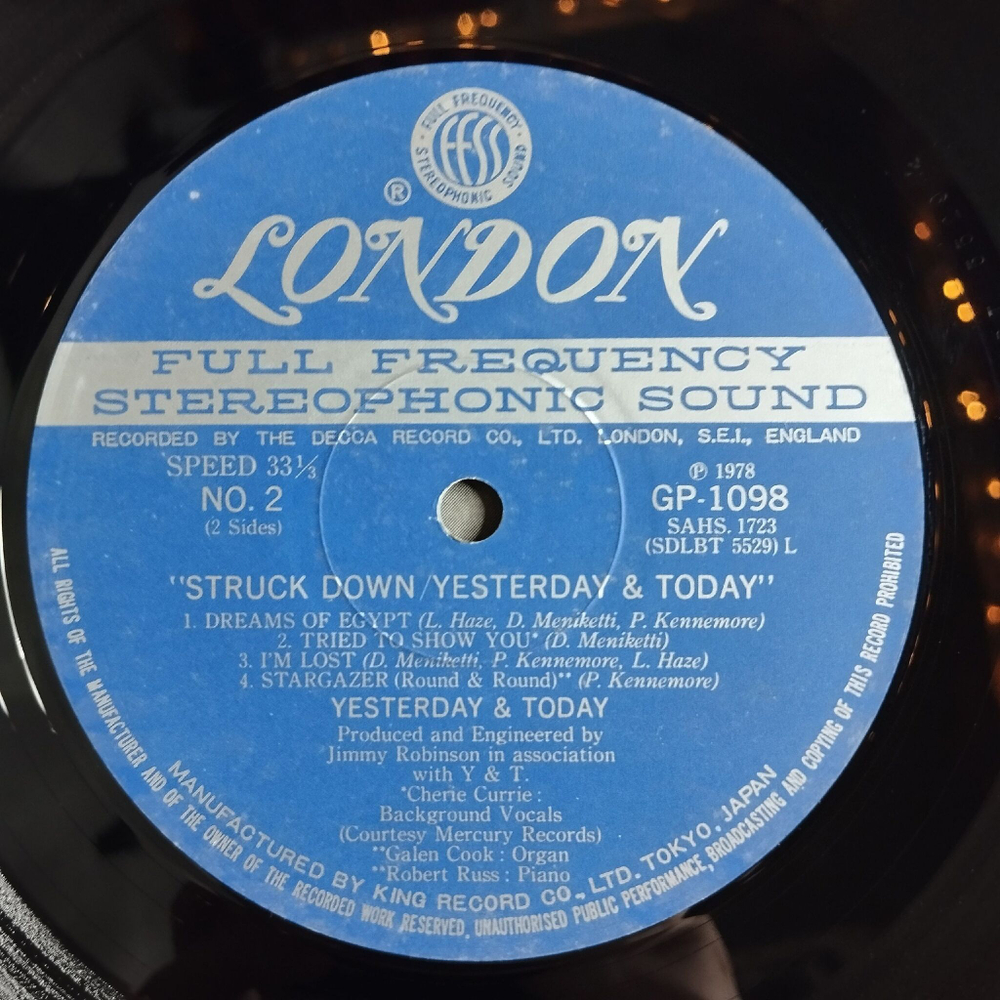 FULL FREQUENCY
STEREOPHONIC SOUND
FFSS
®
LONDON
FULL FREQUENCY
STEREOPHONIC SOUND
RECORDED BY THE DECCA RECORD CO., LTD. LONDON, S.E.I., ENGLAND
SPEED 33⅓
NO. 2
(2 Sides)
℗ 1978
GP-1098
SAHS. 1723
(SDLBT 5529) L
"STRUCK DOWN/YESTERDAY & TODAY"
1. DREAMS OF EGYPT (L. Haze, D. Meniketti, P. Kennemore)
2. TRIED TO SHOW YOU* (D. Meniketti)
3. I'M LOST (D. Meniketti, P. Kennemore, L. Haze)
4. STARGAZER (Round & Round)** (P. Kennemore)
YESTERDAY & TODAY
Produced and Engineered by
Jimmy Robinson in association
with Y & T.
*Cherie Currie :
Background Vocals
(Courtesy Mercury Records)
**Galen Cook : Organ
**Robert Russ : Piano
MANUFACTURED BY KING RECORD CO., LTD. TOKYO. JAPAN
ALL RIGHTS OF THE MANUFACTURER AND OF THE OWNER OF THE RECORDED WORK RESERVED, UNAUTHORISED PUBLIC PERFORMANCE, BROADCASTING AND COPYING OF THIS RECORD PROHIBITED